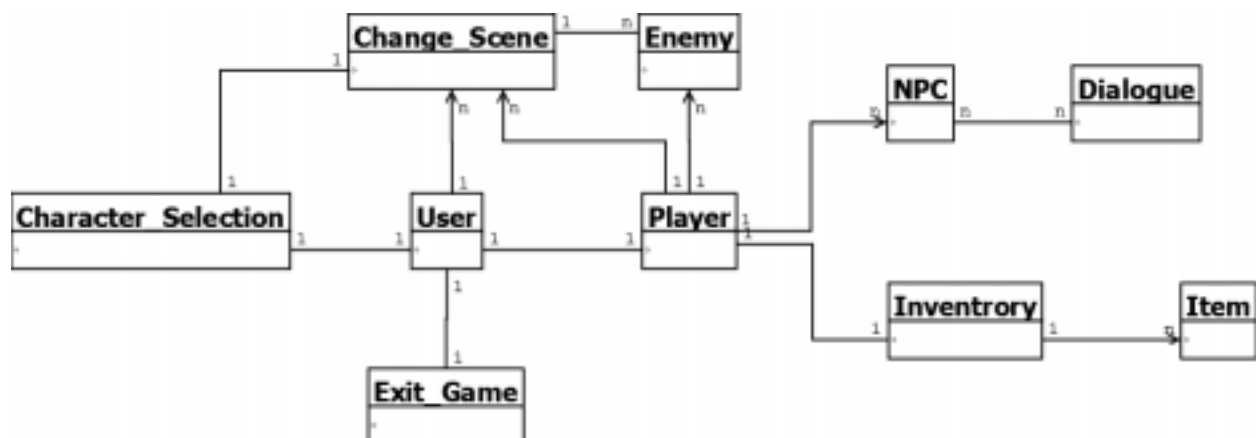 1 n
Change_Scene Enemy
1
NPC Dialogue
n n n n n n
1 1 1 1
Character_Selection User Player
1 1 1 1 1
1
1
Inventrory Item
1 1 n
1
Exit_Game